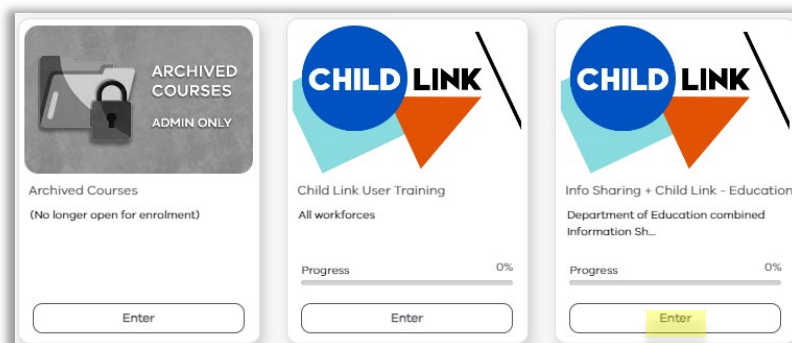 ARCHIVED
COURSES
ADMIN ONLY
Archived Courses
(No longer open for enrolment)
Enter
CHILD LINK
Child Link User Training
All workforces
Progress 0%
Enter
CHILD LINK
Info Sharing + Child Link - Education
Department of Education combined
Information Sh...
Progress 0%
Enter